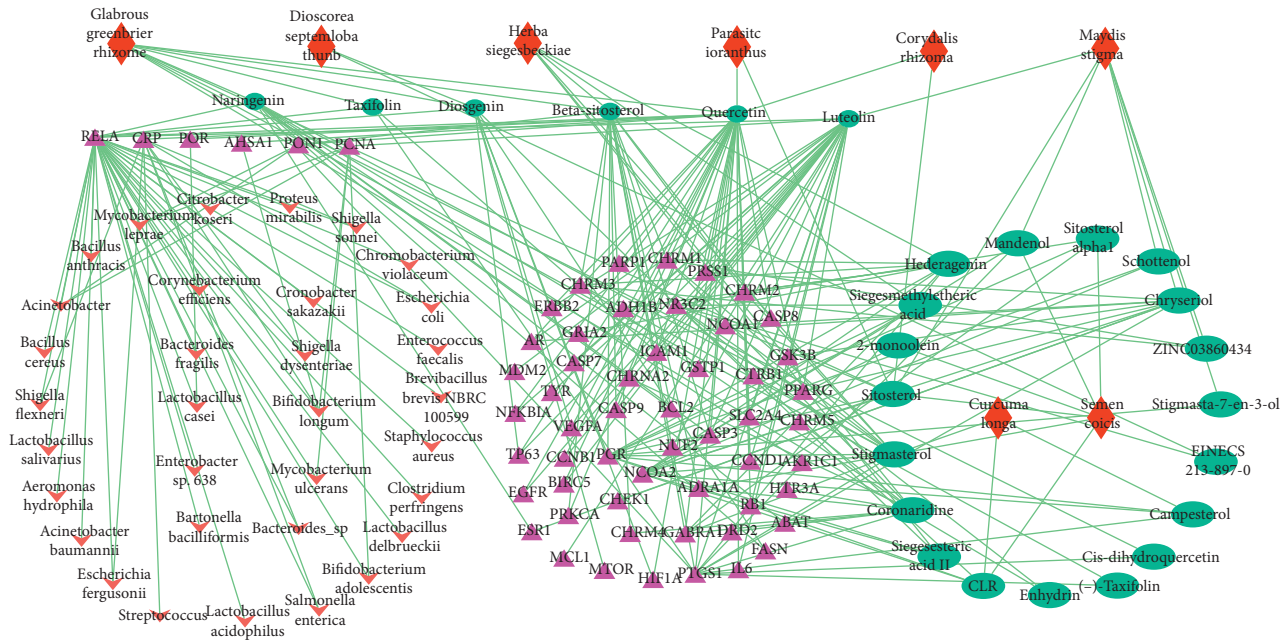 Glabrous
greenbrier
rhizome
Dioscorea
septemloba
thunb
Herba
siegesbeckiae
Parasitc
ioranthus
Corydalis
rhizoma
Maydis
stigma
Naringenin
Taxifolin
Diosgenin
Beta-sitosterol
Quercetin
Luteolin
RELA
CRP
POR
AHSA1
PON1
PCNA
Mycobacterium
leprae
Citrobacter
koseri
Proteus
mirabilis
Shigella
sonnei
Bacillus
anthracis
Chromobacterium
violaceum
Acinetobacter
Corynebacterium
efficiens
Cronobacter
sakazakii
Escherichia
coli
Bacillus
cereus
Bacteroides
fragilis
Shigella
dysenteriae
Enterococcus
faecalis
Shigella
flexneri
Lactobacillus
casei
Bifidobacterium
longum
Brevibacillus
brevis NBRC
100599
Lactobacillus
salivarius
Enterobacter
sp. 638
Mycobacterium
ulcerans
Staphylococcus
aureus
Aeromonas
hydrophila
Clostridium
perfringens
Acinetobacter
baumannii
Bartonella
bacilliformis
Bacteroides_sp
Lactobacillus
delbrueckii
Escherichia
fergusonii
Bifidobacterium
adolescentis
Streptococcus
Lactobacillus
acidophilus
Salmonella
enterica
PARP1
CHRM1
PRSS1
CHRM3
CHRM2
ERBB2
ADH1B
NR3C2
NCOA1
CASP8
AR
GRIA2
ICAM1
GSK3B
MDM2
CASP7
CHRNA2
GSTP1
CTRB1
PPARG
TYR
NFKBIA
CASP9
BCL2
SLC2A4
CHRM5
VEGFA
CASP3
NUF2
TP63
CCNB1
PGR
NCOA2
CCND1
AKR1C1
EGFR
BIRC5
CHEK1
ADRA1A
HTR3A
RB1
ESR1
PRKCA
CHRM4
GABRA1
DRD2
ABAT
MCL1
MTOR
HIF1A
PTGS1
IL6
FASN
Hederagenin
Mandenol
Sitosterol
alpha1
Schottenol
Siegesmethyletheric
acid
Chryseriol
2-monoolein
ZINC03860434
Sitosterol
Curcuma
longa
Semen
coicis
Stigmasta-7-en-3-ol
Stigmasterol
EINECS
213-897-0
Coronaridine
Campesterol
Siegesesteric
acid II
Cis-dihydroquercetin
CLR
Enhydrin
(−)-Taxifolin